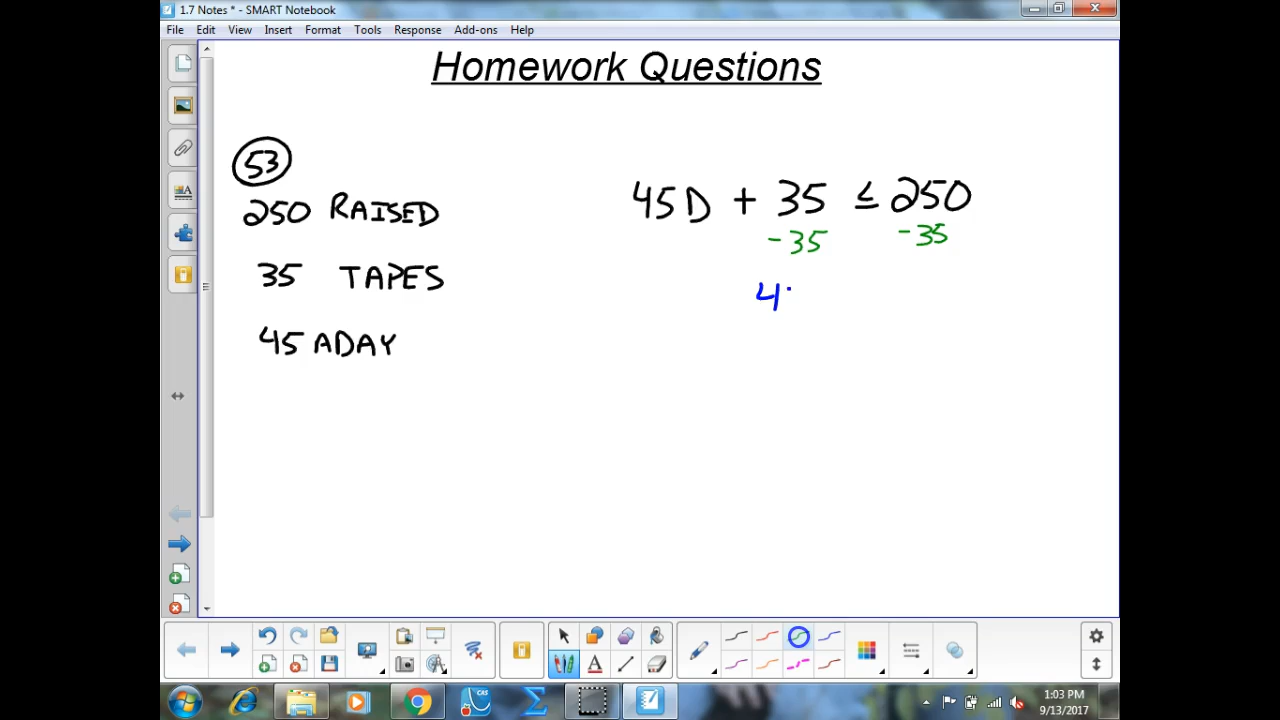 1.7 Notes * - SMART Notebook
File Edit View Insert Format Tools Response Add-ons Help
Homework Questions
53
250 RAISED
35 TAPES
45 ADAY
45D + 35 ≤ 250
-35 -35
4
1:03 PM
9/13/2017